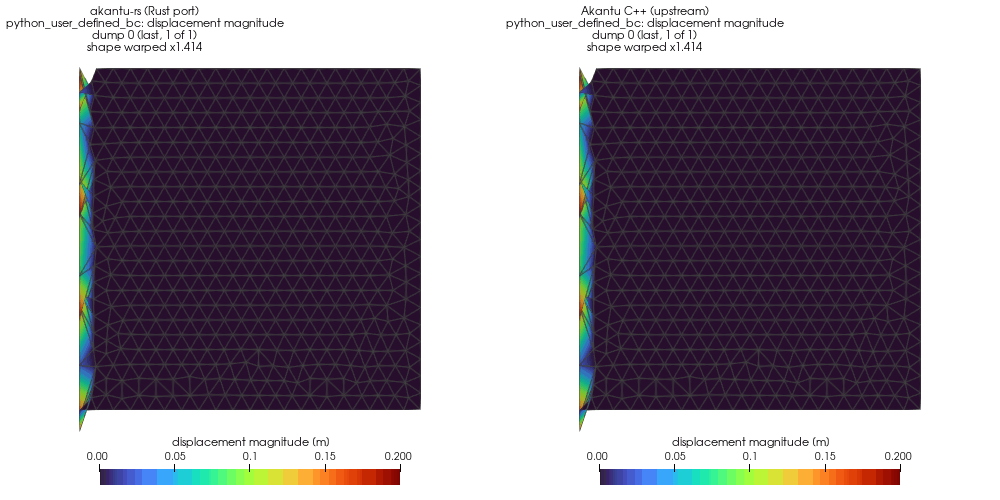 akantu-rs (Rust port)
python_user_defined_bc: displacement magnitude
dump 0 (last, 1 of 1)
shape warped x1.414
displacement magnitude (m)
0.00 0.05 0.1 0.15 0.200
Akantu C++ (upstream)
python_user_defined_bc: displacement magnitude
dump 0 (last, 1 of 1)
shape warped x1.414
displacement magnitude (m)
0.00 0.05 0.1 0.15 0.200